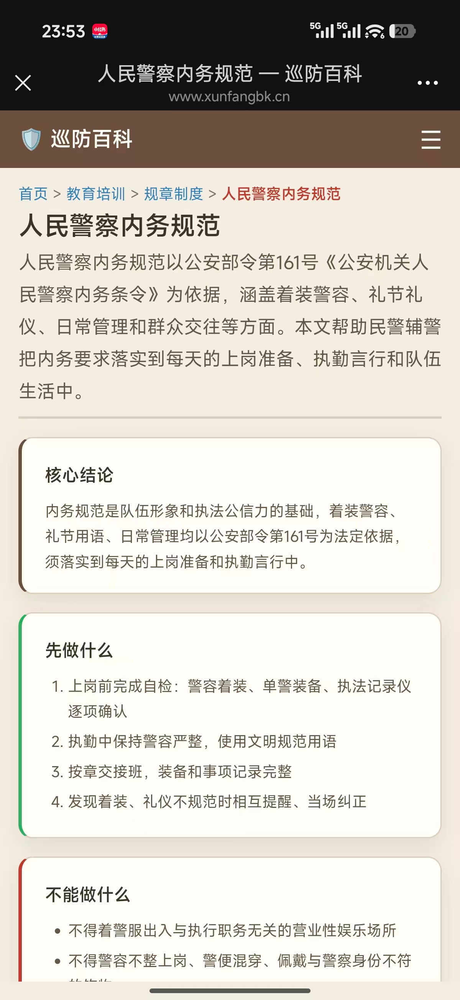 23:53
小红书
5G 5G 6 20
人民警察内务规范 — 巡防百科
www.xunfangbk.cn
巡防百科
首页 > 教育培训 > 规章制度 > 人民警察内务规范
人民警察内务规范
人民警察内务规范以公安部令第161号《公安机关人
民警察内务条令》为依据，涵盖着装警容、礼节礼
仪、日常管理和群众交往等方面。本文帮助民警辅警
把内务要求落实到每天的上岗准备、执勤言行和队伍
生活中。
核心结论
内务规范是队伍形象和执法公信力的基础，着装警容、
礼节用语、日常管理均以公安部令第161号为法定依据，
须落实到每天的上岗准备和执勤言行中。
先做什么
1. 上岗前完成自检：警容着装、单警装备、执法记录仪
逐项确认
2. 执勤中保持警容严整，使用文明规范用语
3. 按章交接班，装备和事项记录完整
4. 发现着装、礼仪不规范时相互提醒、当场纠正
不能做什么
• 不得着警服出入与执行职务无关的营业性娱乐场所
• 不得警容不整上岗、警便混穿、佩戴与警察身份不符